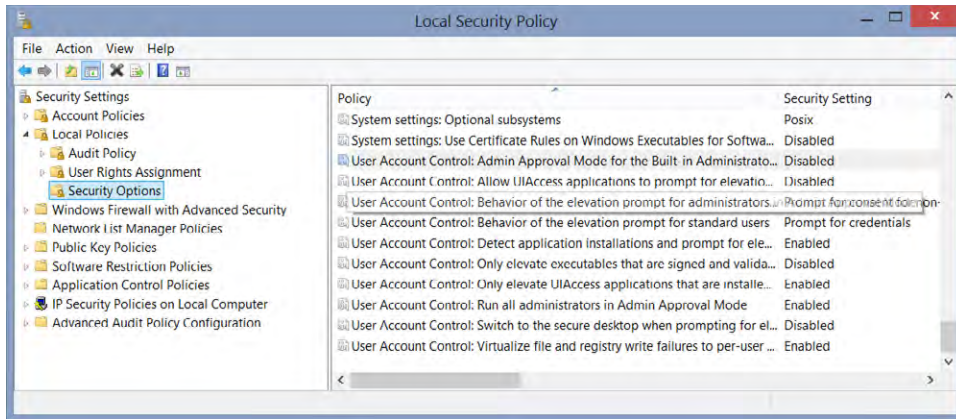 Local Security Policy
File Action View Help
Security Settings
Account Policies
Local Policies
Audit Policy
User Rights Assignment
Security Options
Windows Firewall with Advanced Security
Network List Manager Policies
Public Key Policies
Software Restriction Policies
Application Control Policies
IP Security Policies on Local Computer
Advanced Audit Policy Configuration
Policy Security Setting
System settings: Optional subsystems Posix
System settings: Use Certificate Rules on Windows Executables for Softwa... Disabled
User Account Control: Admin Approval Mode for the Built-in Administrato... Disabled
User Account Control: Allow UIAccess applications to prompt for elevatio... Disabled
User Account Control: Behavior of the elevation prompt for administrators... Prompt for consent for non-
User Account Control: Behavior of the elevation prompt for standard users Prompt for credentials
User Account Control: Detect application installations and prompt for ele... Enabled
User Account Control: Only elevate executables that are signed and valida... Disabled
User Account Control: Only elevate UIAccess applications that are installe... Enabled
User Account Control: Run all administrators in Admin Approval Mode Enabled
User Account Control: Switch to the secure desktop when prompting for el... Disabled
User Account Control: Virtualize file and registry write failures to per-user ... Enabled